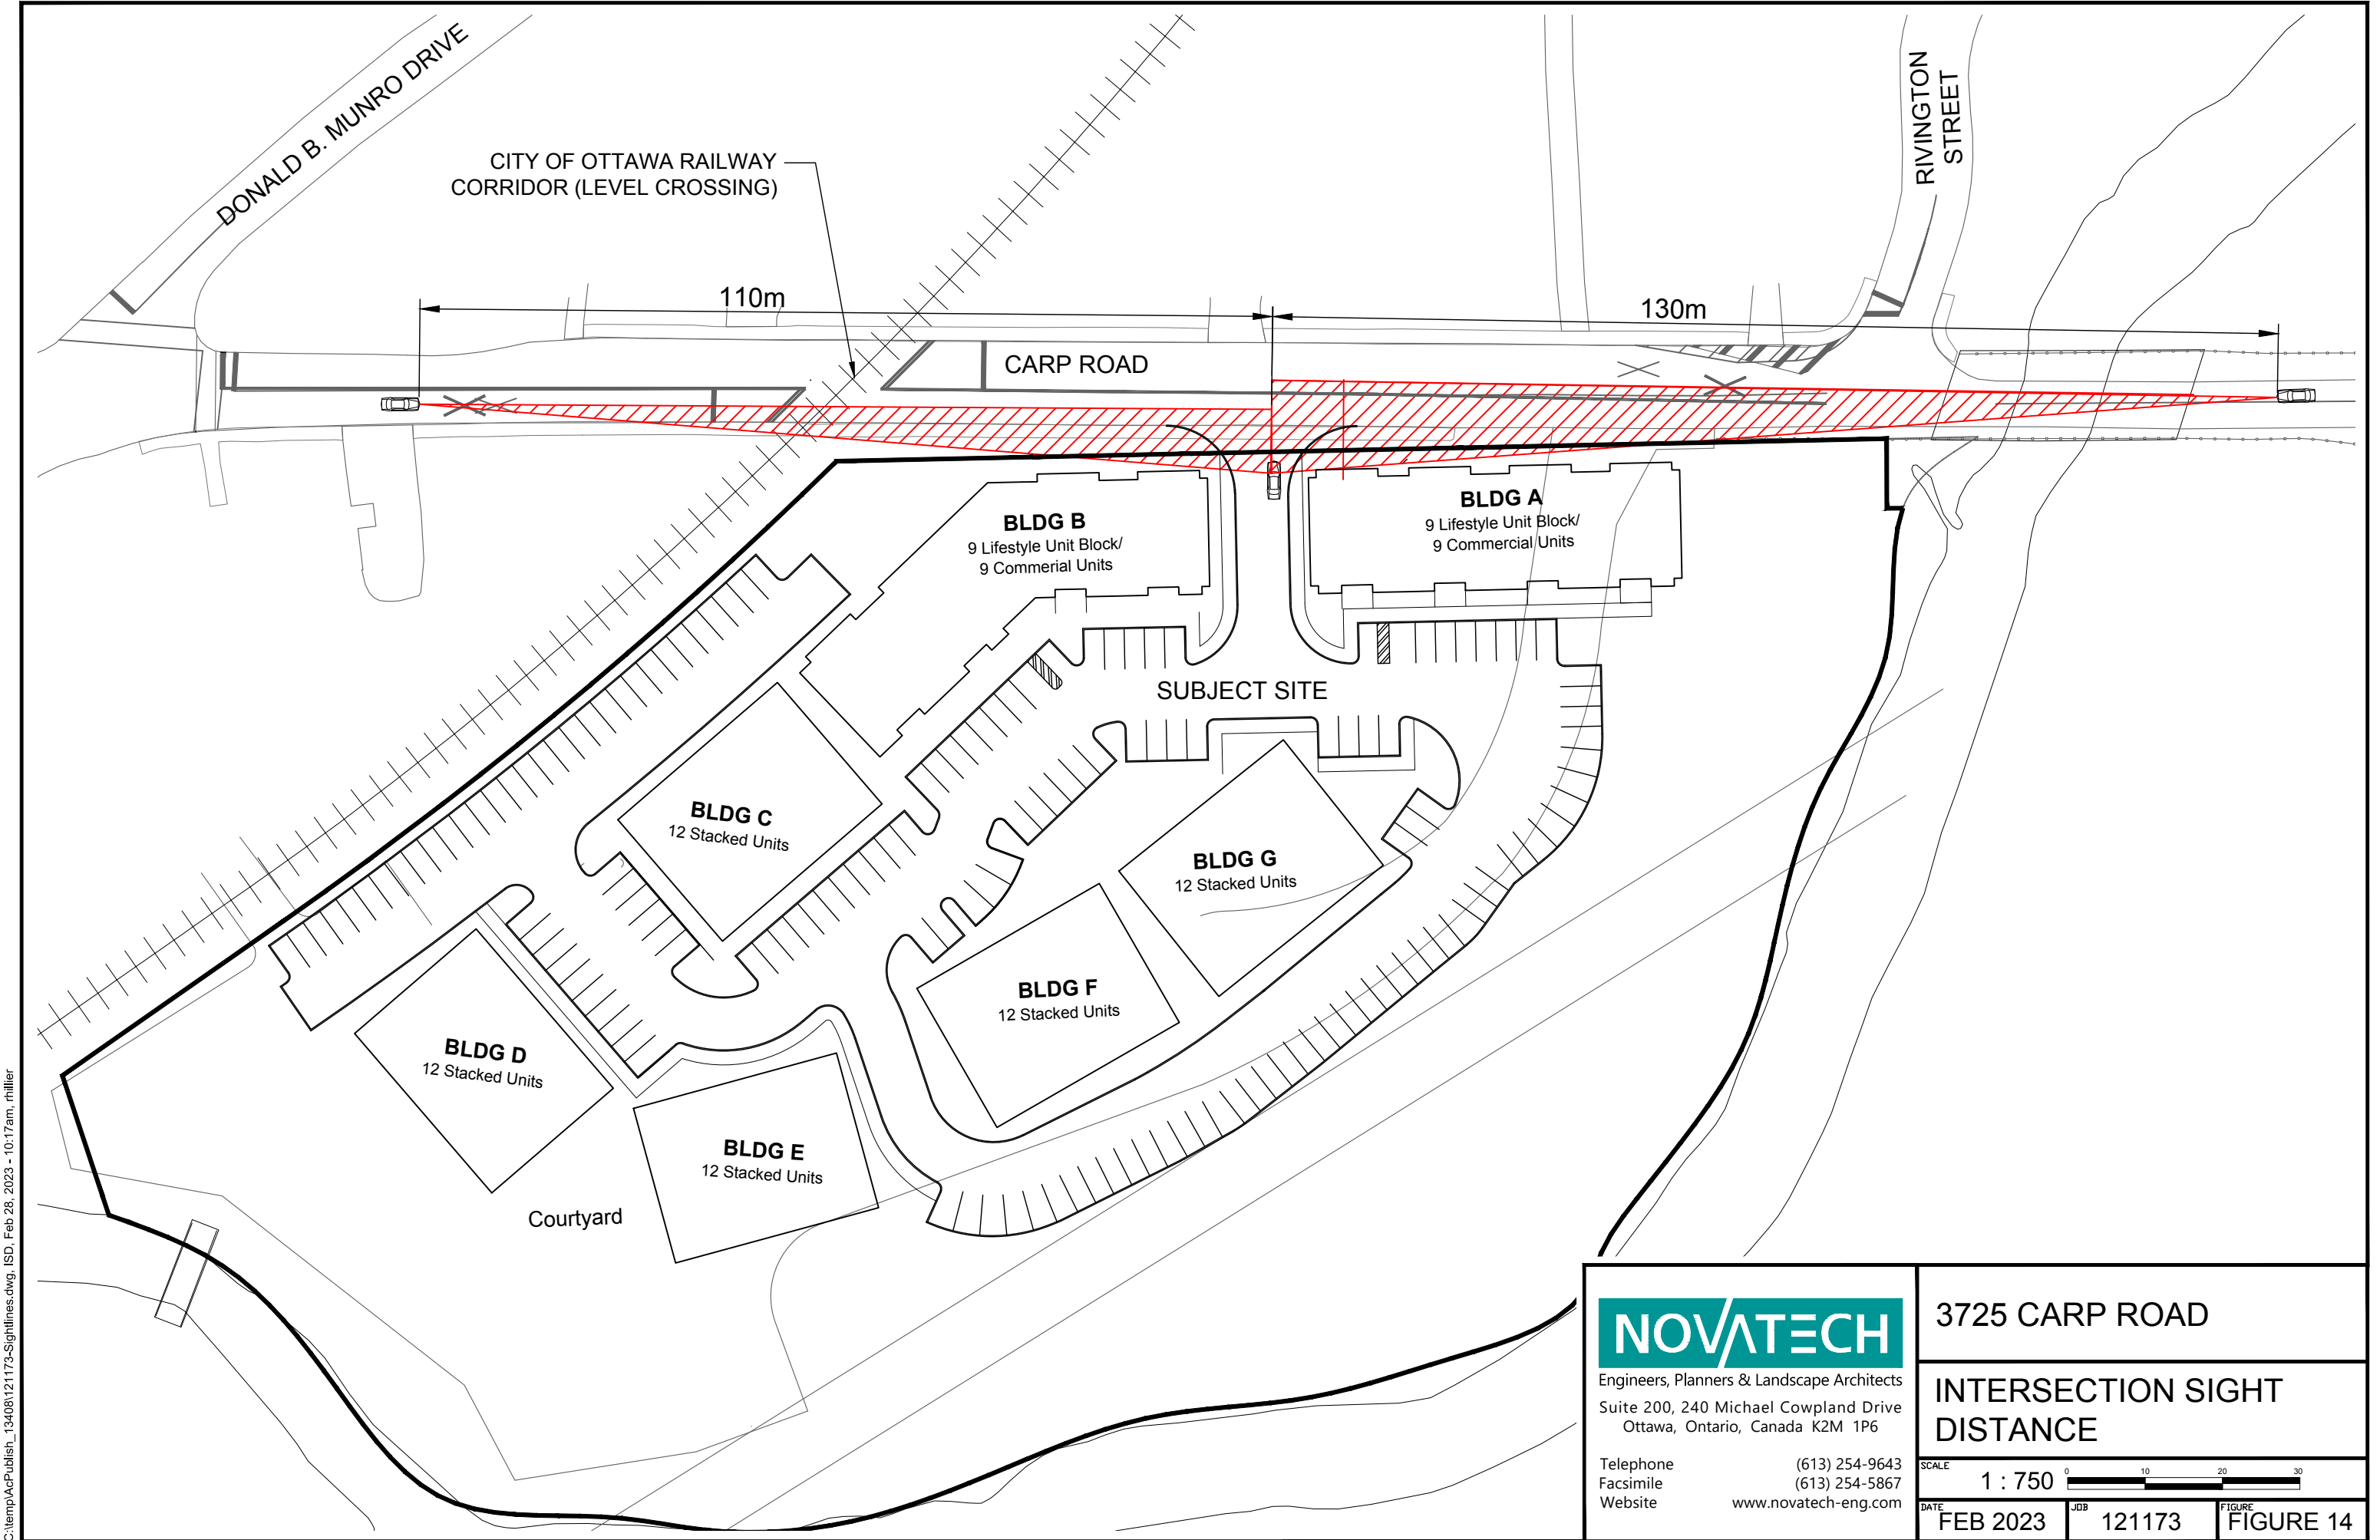 DONALD B. MUNRO DRIVE
CITY OF OTTAWA RAILWAY
CORRIDOR (LEVEL CROSSING)
RIVINGTON
STREET
110m
130m
CARP ROAD
BLDG B
9 Lifestyle Unit Block/
9 Commerial Units
BLDG A
9 Lifestyle Unit Block/
9 Commercial Units
SUBJECT SITE
BLDG C
12 Stacked Units
BLDG G
12 Stacked Units
BLDG F
12 Stacked Units
BLDG D
12 Stacked Units
BLDG E
12 Stacked Units
Courtyard
C:\temp\AcPublish_13408\121173-Sightlines.dwg, ISD, Feb 28, 2023 - 10:17am, rhillier
NOVATECH
Engineers, Planners & Landscape Architects
Suite 200, 240 Michael Cowpland Drive
Ottawa, Ontario, Canada K2M 1P6
Telephone (613) 254-9643
Facsimile (613) 254-5867
Website www.novatech-eng.com
3725 CARP ROAD
INTERSECTION SIGHT
DISTANCE
SCALE
1 : 750
0 10 20 30
DATE
FEB 2023
JOB
121173
FIGURE
FIGURE 14